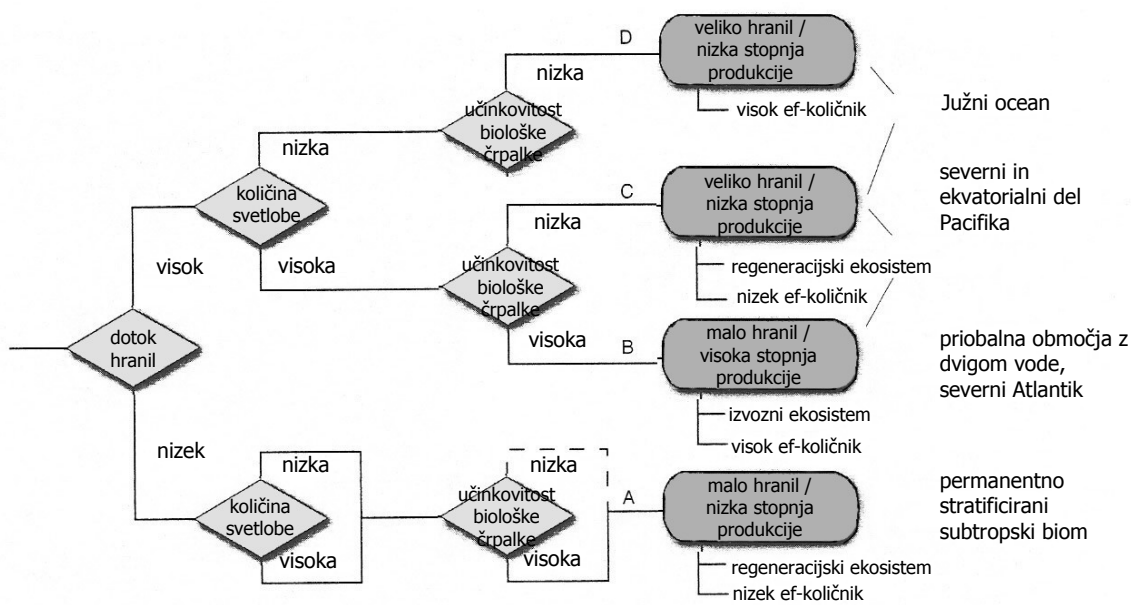 D
veliko hranil /
nizka stopnja
produkcije
nizka
visok ef-količnik
Južni ocean
učinkovitost
biološke
črpalke
nizka
količina
svetlobe
C
veliko hranil /
nizka stopnja
produkcije
severni in
ekvatorialni del
Pacifika
nizka
učinkovitost
biološke
črpalke
visok
visoka
regeneracijski ekosistem
nizek ef-količnik
dotok
hranil
visoka
B
malo hranil /
visoka stopnja
produkcije
priobalna območja z
dvigom vode,
severni Atlantik
izvozni ekosistem
visok ef-količnik
nizek
nizka
nizka
količina
svetlobe
učinkovitost
biološke
črpalke
A
malo hranil /
nizka stopnja
produkcije
permanentno
stratificirani
subtropski biom
visoka
visoka
regeneracijski ekosistem
nizek ef-količnik